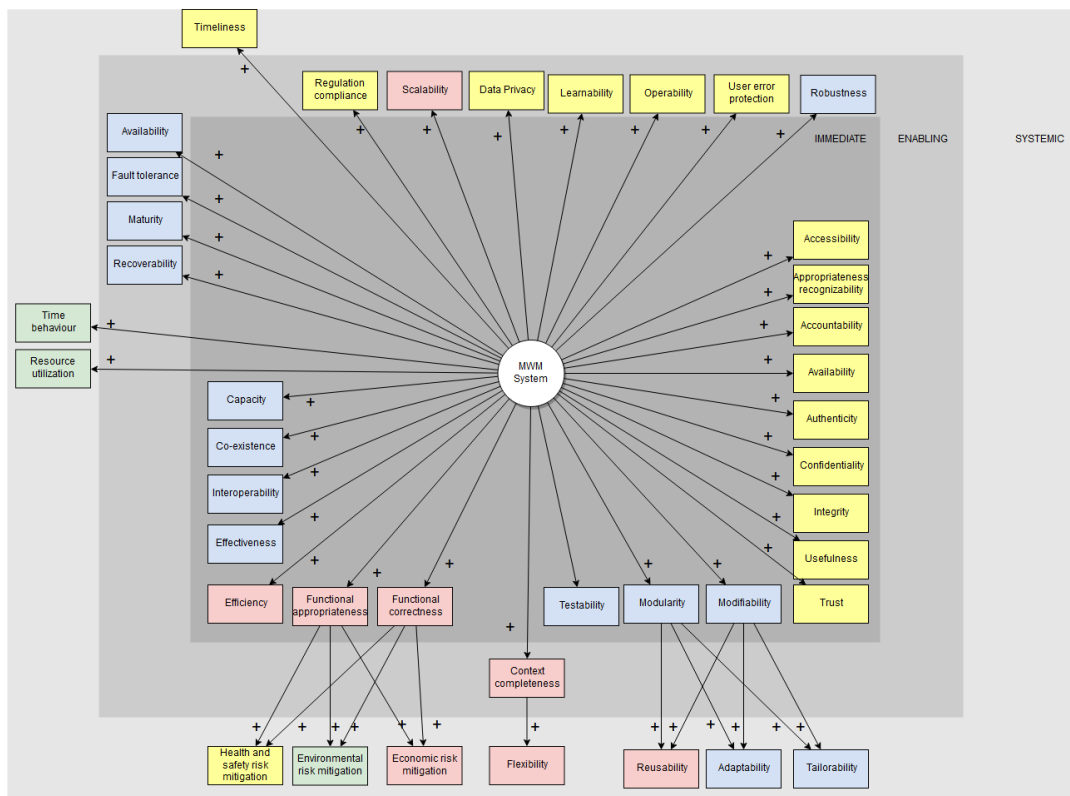 Timeliness
+
Regulation
compliance
Scalability
Data Privacy
Learnability
Operability
User error
protection
Robustness
+
+
+
+
+
+
+
IMMEDIATE
ENABLING
SYSTEMIC
Availability
+
Fault tolerance
+
Maturity
+
Recoverability
+
Time
behaviour
+
Resource
utilization
+
MWM
System
Accessibility
+
Appropriateness
recognizability
+
Accountability
+
Availability
+
Authenticity
+
Confidentiality
+
Integrity
+
Usefulness
+
Trust
+
Capacity
+
Co-existence
+
Interoperability
+
Effectiveness
+
Efficiency
+
Functional
appropriateness
+
Functional
correctness
+
Testability
+
Modularity
+
Modifiability
+
+
Context
completeness
+
+
+
+
+
+
+
+
+
+
+
+
+
Health and
safety risk
mitigation
Environmental
risk mitigation
Economic risk
mitigation
Flexibility
Reusability
Adaptability
Tailorability